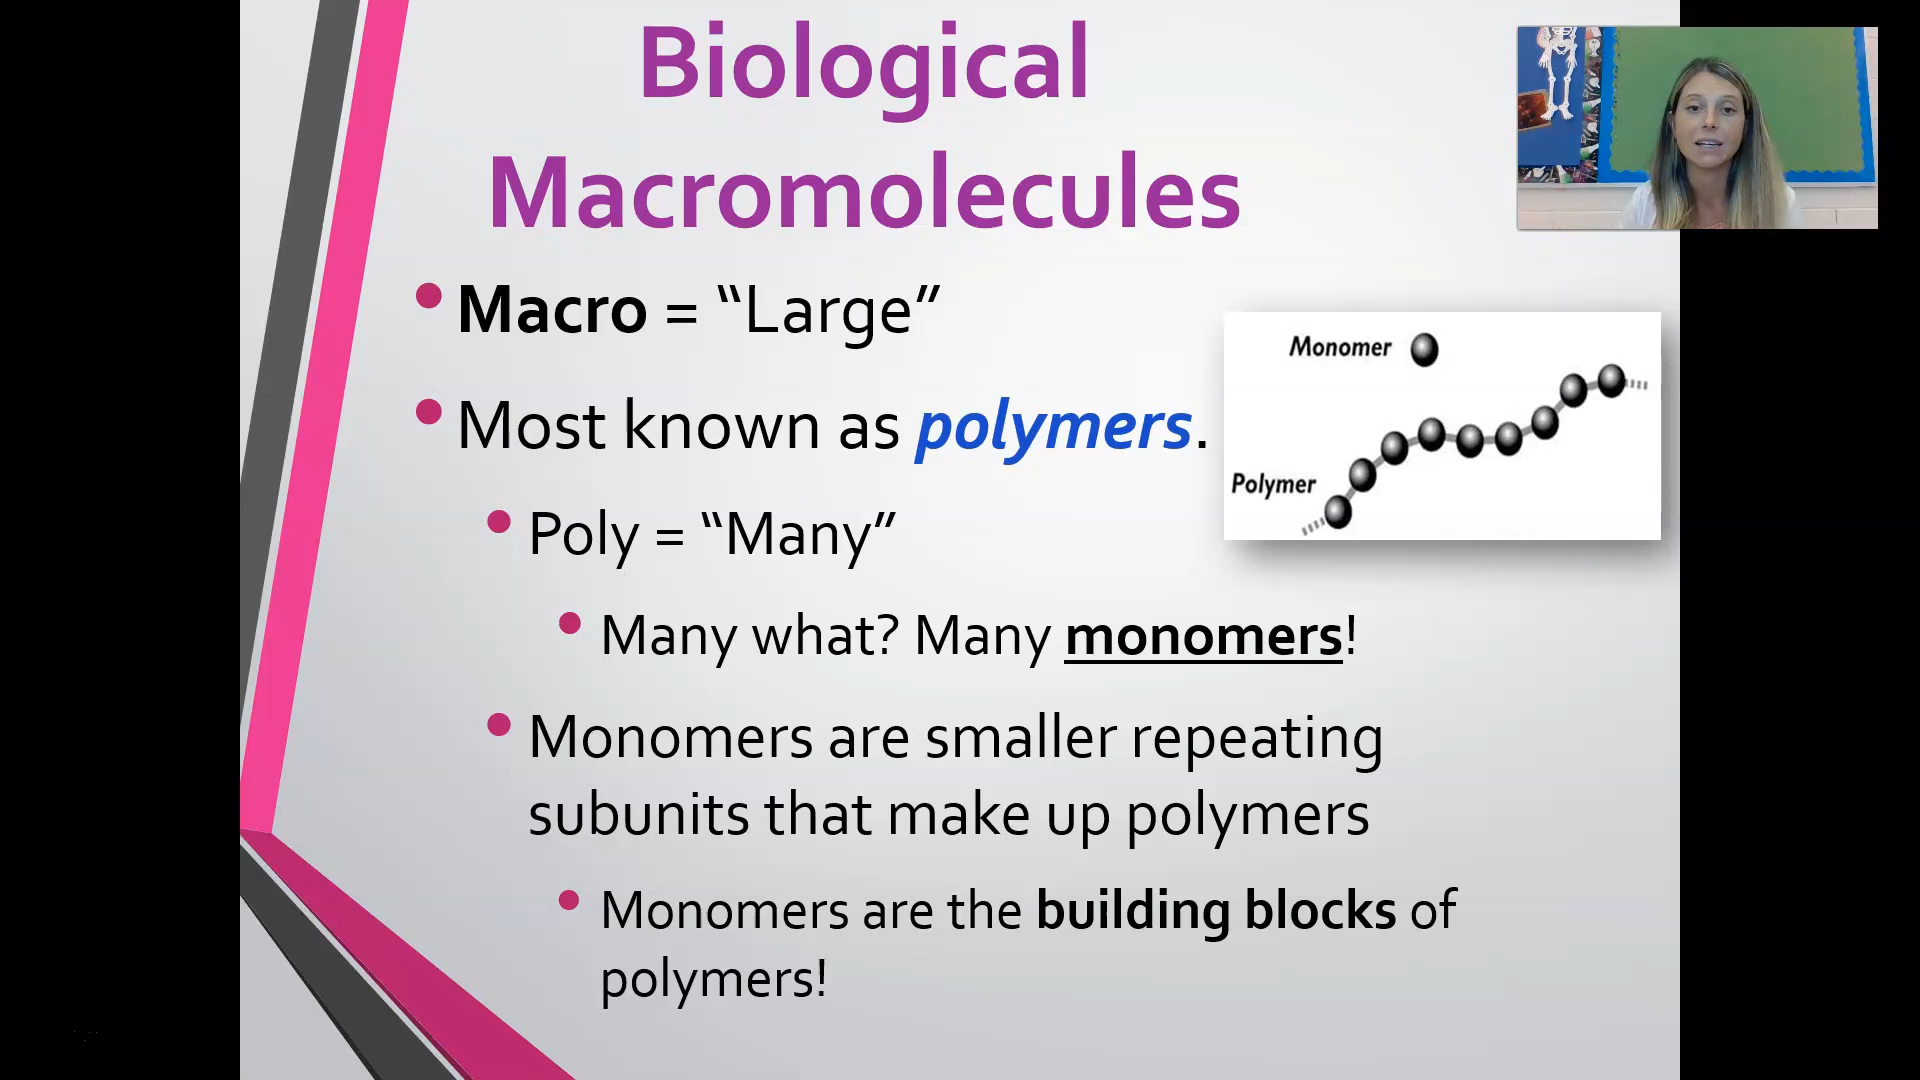 Biological
Macromolecules
• Macro = “Large”
• Most known as polymers.
• Poly = “Many”
• Many what? Many monomers!
• Monomers are smaller repeating
subunits that make up polymers
• Monomers are the building blocks of
polymers!
Monomer
Polymer